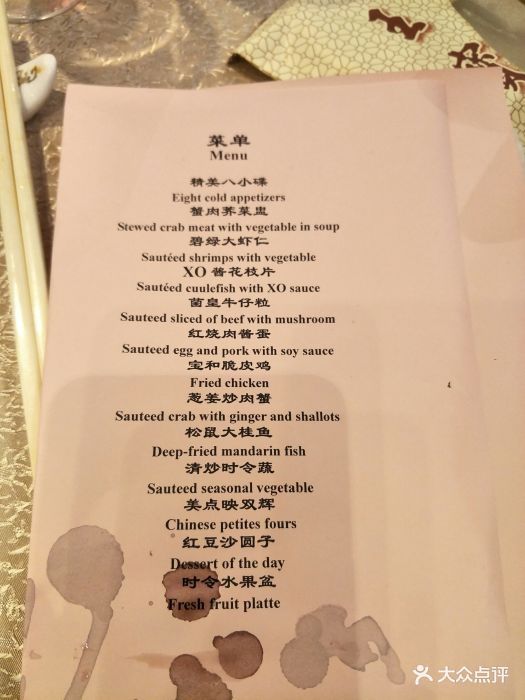 菜单
Menu
精美八小碟
Eight cold appetizers
蟹肉荠菜盅
Stewed crab meat with vegetable in soup
碧绿大虾仁
Sautéed shrimps with vegetable
XO 酱花枝片
Sautéed cuulefish with XO sauce
菌皇牛仔粒
Sauteed sliced of beef with mushroom
红烧肉酱蛋
Sauteed egg and pork with soy sauce
宝和脆皮鸡
Fried chicken
葱姜炒肉蟹
Sauteed crab with ginger and shallots
松鼠大桂鱼
Deep-fried mandarin fish
清炒时令蔬
Sauteed seasonal vegetable
美点映双辉
Chinese petites fours
红豆沙圆子
Dessert of the day
时令水果盆
Fresh fruit platte
大众点评